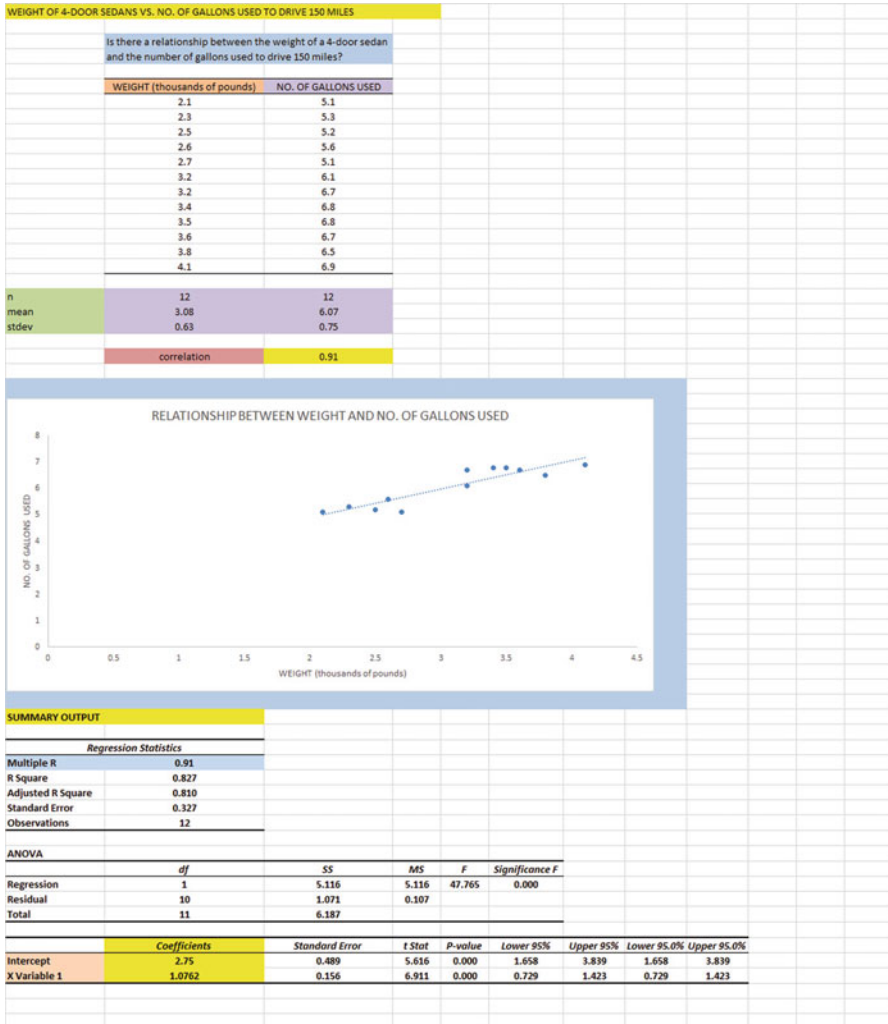 WEIGHT OF 4-DOOR SEDANS VS. NO. OF GALLONS USED TO DRIVE 150 MILES
Is there a relationship between the weight of a 4-door sedan
and the number of gallons used to drive 150 miles?
WEIGHT (thousands of pounds) NO. OF GALLONS USED
2.1 5.1
2.3 5.3
2.5 5.2
2.6 5.6
2.7 5.1
3.2 6.1
3.2 6.7
3.4 6.8
3.5 6.8
3.6 6.7
3.8 6.5
4.1 6.9
n 12 12
mean 3.08 6.07
stdev 0.63 0.75
correlation 0.91
RELATIONSHIP BETWEEN WEIGHT AND NO. OF GALLONS USED
8
7
6
5
4
3
2
1
0
NO. OF GALLONS USED
0 0.5 1 1.5 2 2.5 3 3.5 4 4.5
WEIGHT (thousands of pounds)
SUMMARY OUTPUT
Regression Statistics
Multiple R 0.91
R Square 0.827
Adjusted R Square 0.810
Standard Error 0.327
Observations 12
ANOVA
df SS MS F Significance F
Regression 1 5.116 5.116 47.765 0.000
Residual 10 1.071 0.107
Total 11 6.187
Coefficients Standard Error t Stat P-value Lower 95% Upper 95% Lower 95.0% Upper 95.0%
Intercept 2.75 0.489 5.616 0.000 1.658 3.839 1.658 3.839
X Variable 1 1.0762 0.156 6.911 0.000 0.729 1.423 0.729 1.423